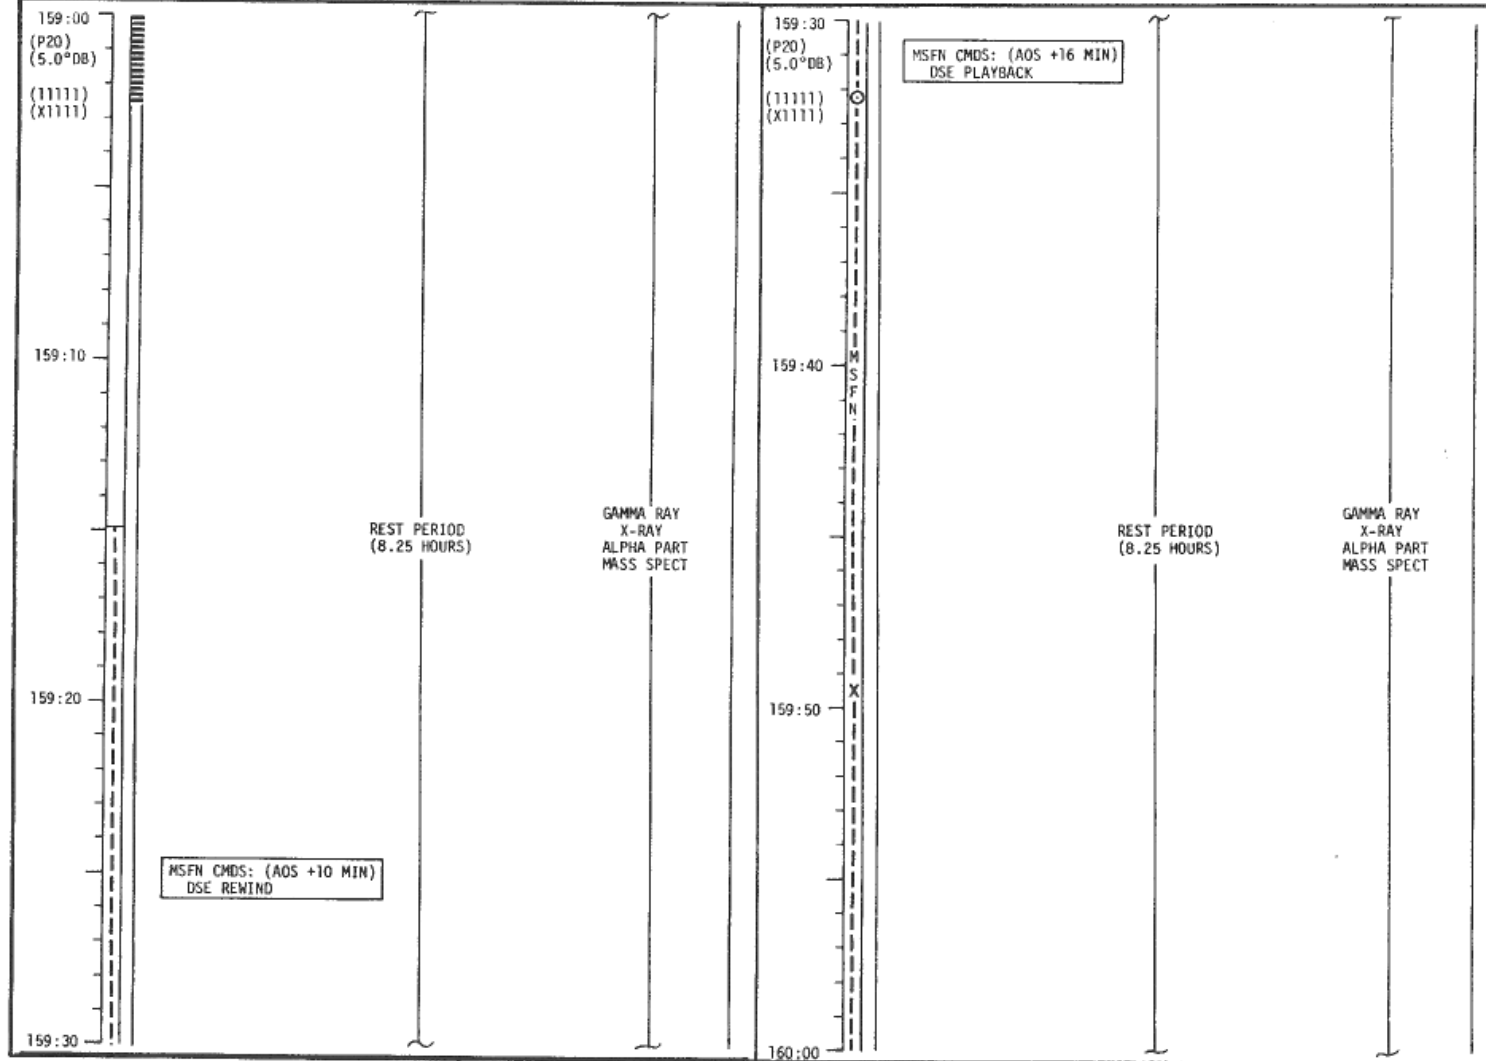 159:00
(P20)
(5.0°DB)
(11111)
(X1111)
159:10
REST PERIOD
(8.25 HOURS)
GAMMA RAY
X-RAY
ALPHA PART
MASS SPECT
159:20
MSFN CMDS: (AOS +10 MIN)
DSE REWIND
159:30
159:30
(P20)
(5.0°DB)
(11111)
(X1111)
MSFN CMDS: (AOS +16 MIN)
DSE PLAYBACK
159:40
M
S
F
N
REST PERIOD
(8.25 HOURS)
GAMMA RAY
X-RAY
ALPHA PART
MASS SPECT
X
159:50
160:00